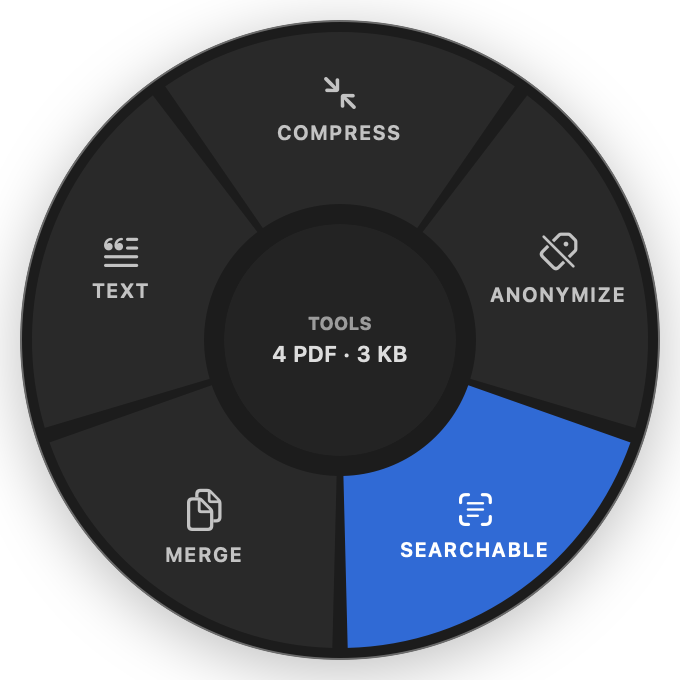 COMPRESS
TEXT
ANONYMIZE
TOOLS
4 PDF · 3 KB
MERGE
SEARCHABLE